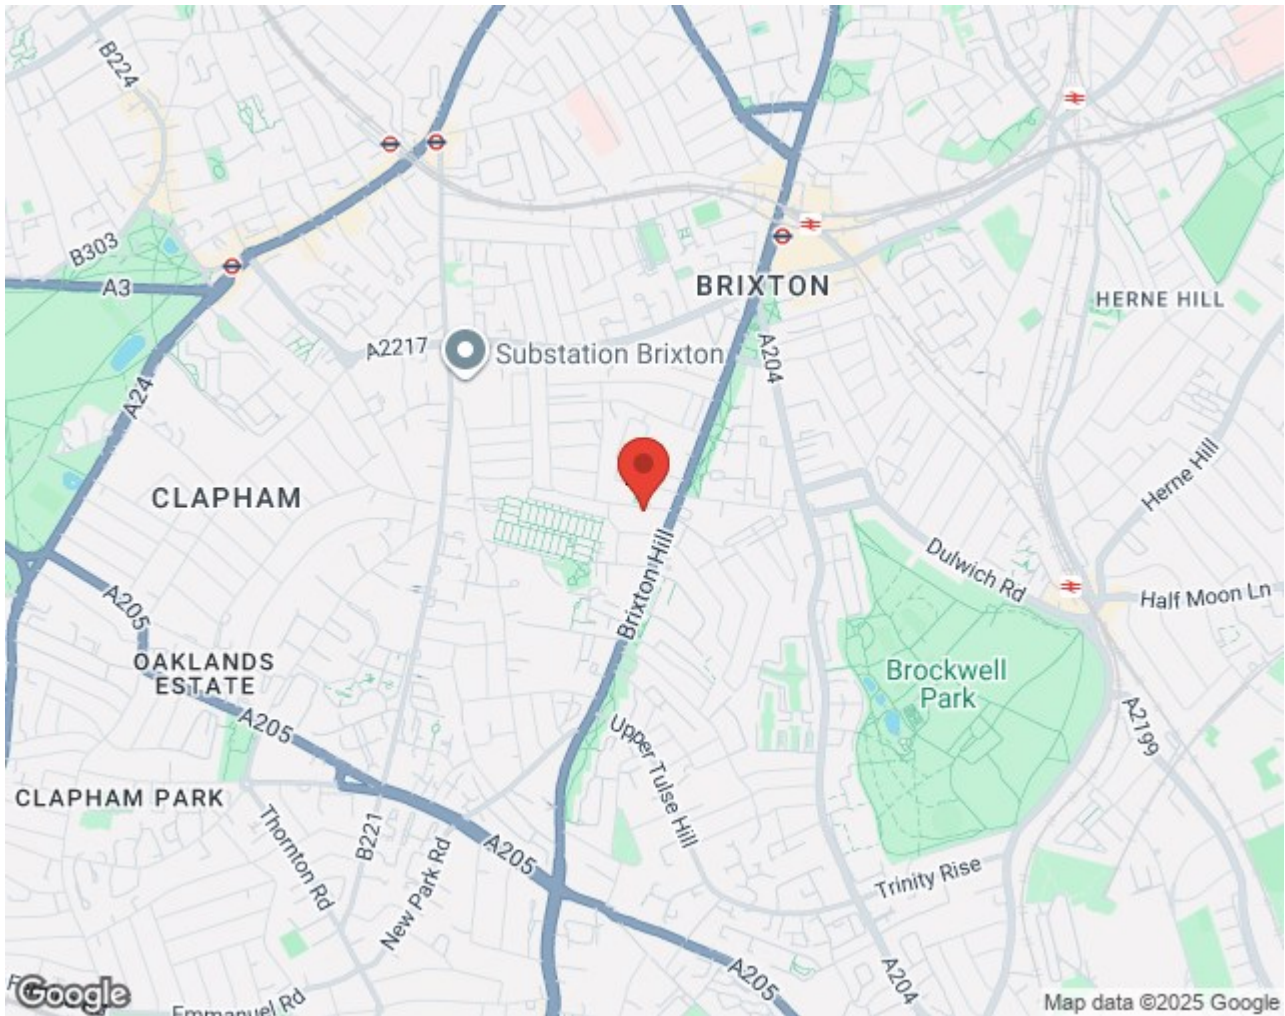 B224
B303
A3
BRIXTON
HERNE HILL
A2217
Substation Brixton
A204
A24
CLAPHAM
Herne Hill
Brixton Hill
Dulwich Rd
Half Moon Ln
A205
OAKLANDS
ESTATE
Brockwell
Park
A205
A2199
Upper Tulse Hill
CLAPHAM PARK
Thornton Rd
B221
New Park Rd
A205
Trinity Rise
A205
A204
Emmanuel Rd
Google
Map data ©2025 Google